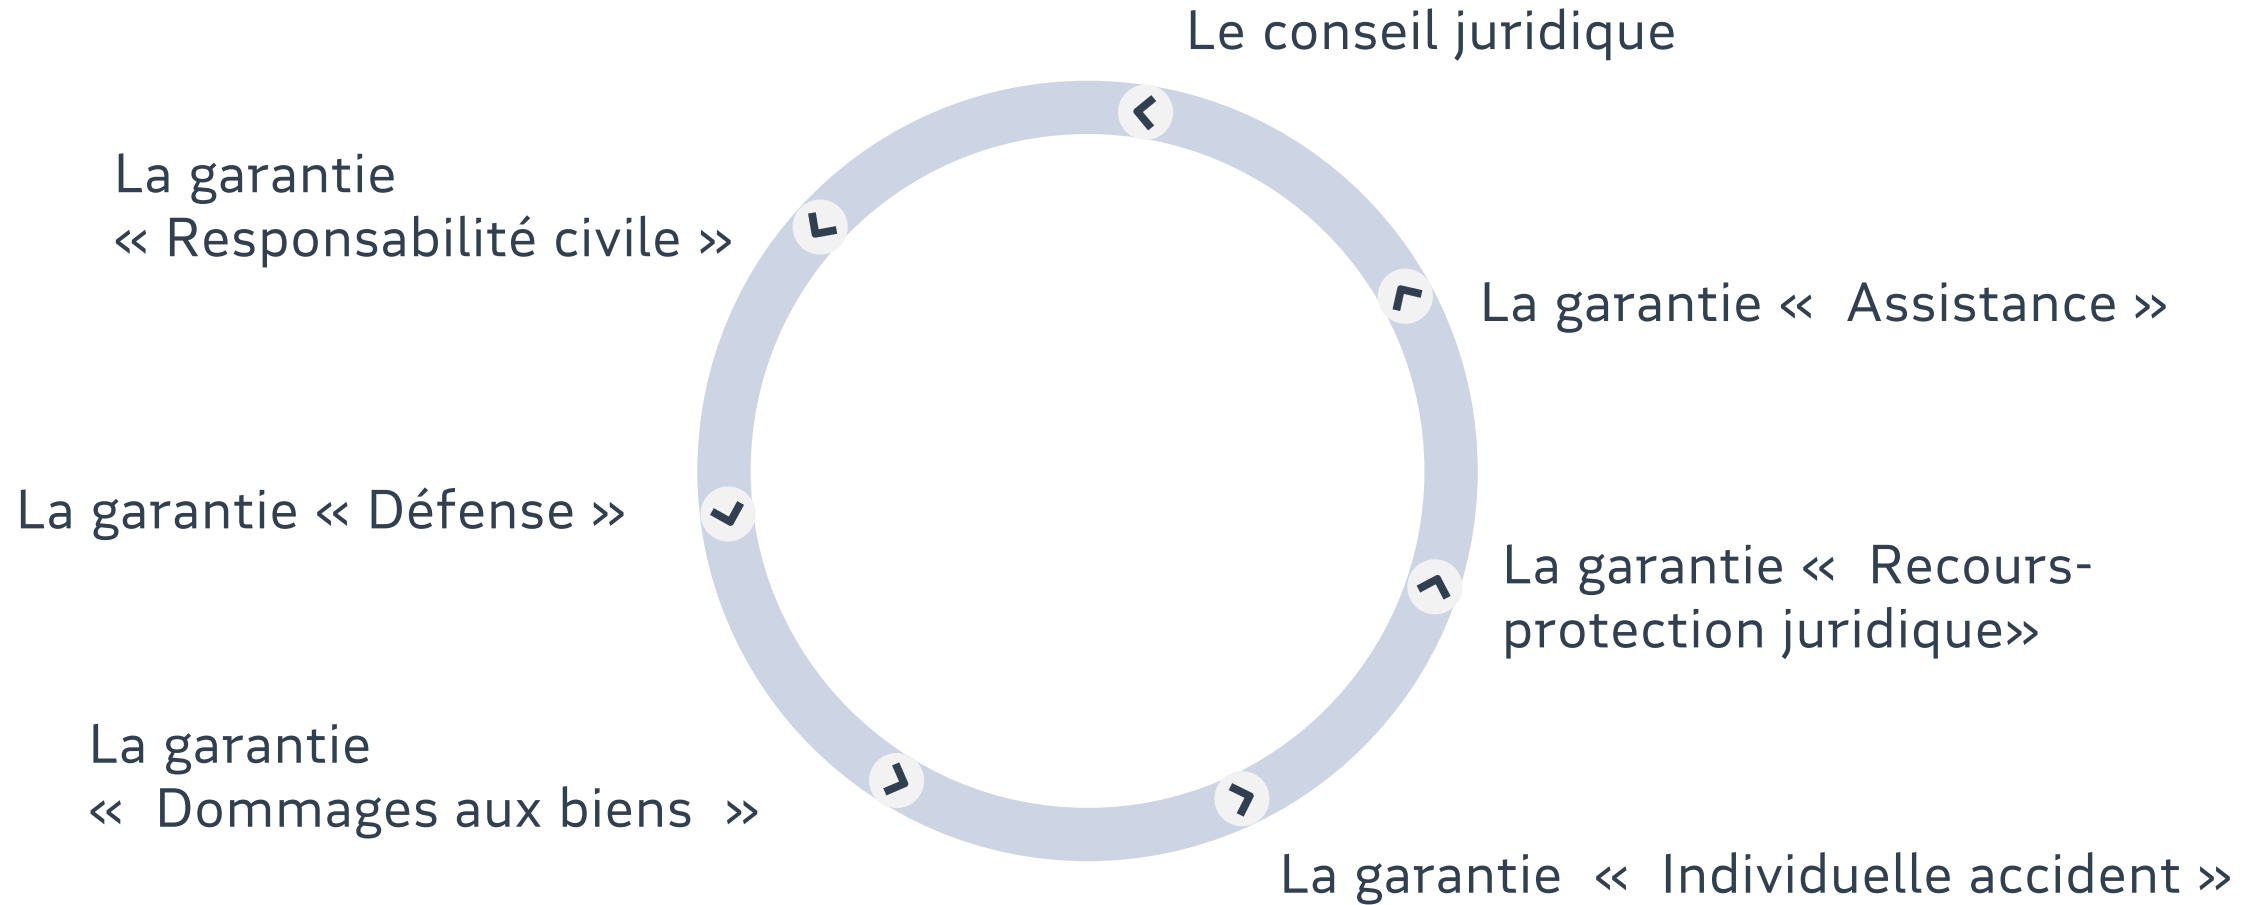 Le conseil juridique
La garantie
« Responsabilité civile »
La garantie «  Assistance »
La garantie « Défense »
La garantie «  Recours-
protection juridique»
La garantie
«  Dommages aux biens  »
La garantie  «  Individuelle accident »